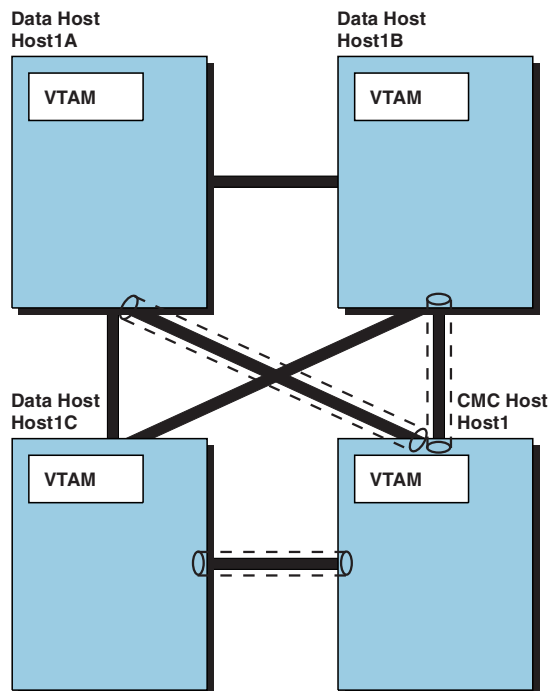 Data Host
Host1A
Data Host
Host1B
VTAM
VTAM
Data Host
Host1C
CMC Host
Host1
VTAM
VTAM